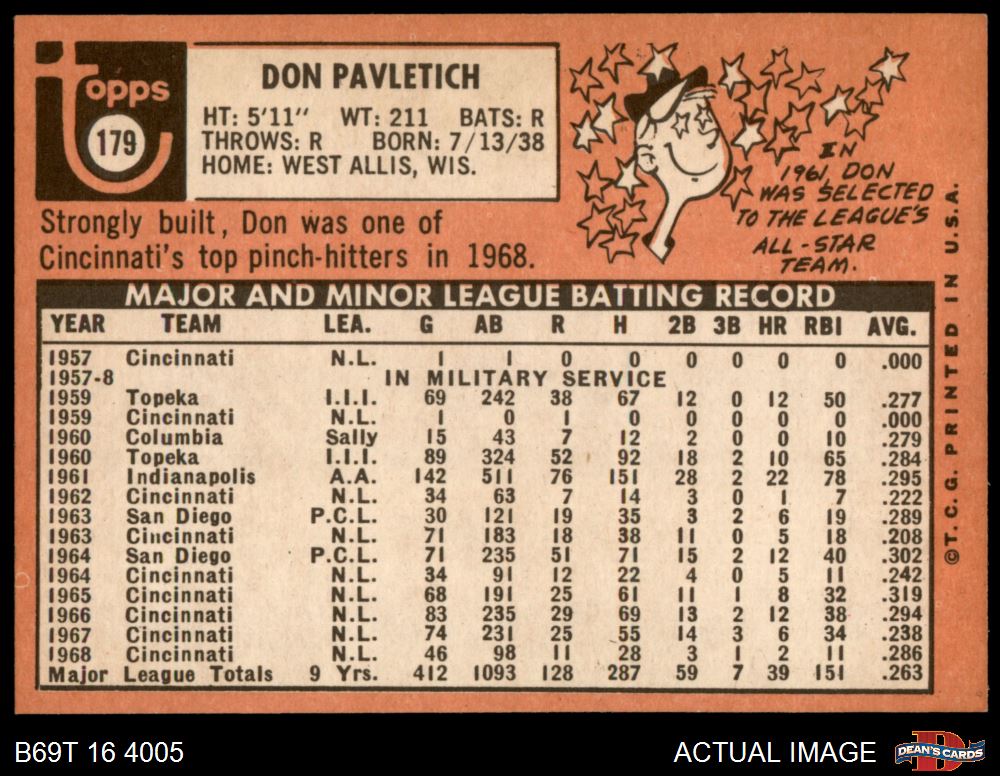 Topps
179
DON PAVLETICH
HT: 5'11" WT: 211 BATS: R
THROWS: R BORN: 7/13/38
HOME: WEST ALLIS, WIS.
IN
1961, DON
WAS SELECTED
TO THE LEAGUE'S
ALL-STAR
TEAM.
Strongly built, Don was one of
Cincinnati's top pinch-hitters in 1968.
MAJOR AND MINOR LEAGUE BATTING RECORD
YEAR TEAM LEA. G AB R H 2B 3B HR RBI AVG.
1957 Cincinnati N.L. 1 1 0 0 0 0 0 0 .000
1957-8 IN MILITARY SERVICE
1959 Topeka I.I.I. 69 242 38 67 12 0 12 50 .277
1959 Cincinnati N.L. 1 0 1 0 0 0 0 0 .000
1960 Columbia Sally 15 43 7 12 2 0 0 10 .279
1960 Topeka I.I.I. 89 324 52 92 18 2 10 65 .284
1961 Indianapolis A.A. 142 511 76 151 28 2 22 78 .295
1962 Cincinnati N.L. 34 63 7 14 3 0 1 7 .222
1963 San Diego P.C.L. 30 121 19 35 3 2 6 19 .289
1963 Cincinnati N.L. 71 183 18 38 11 0 5 18 .208
1964 San Diego P.C.L. 71 235 51 71 15 2 12 40 .302
1964 Cincinnati N.L. 34 91 12 22 4 0 5 11 .242
1965 Cincinnati N.L. 68 191 25 61 11 1 8 32 .319
1966 Cincinnati N.L. 83 235 29 69 13 2 12 38 .294
1967 Cincinnati N.L. 74 231 25 55 14 3 6 34 .238
1968 Cincinnati N.L. 46 98 11 28 3 1 2 11 .286
Major League Totals 9 Yrs. 412 1093 128 287 59 7 39 151 .263
©T.C.G. PRINTED IN U.S.A.
B69T 16 4005
ACTUAL IMAGE
DEAN'S CARDS